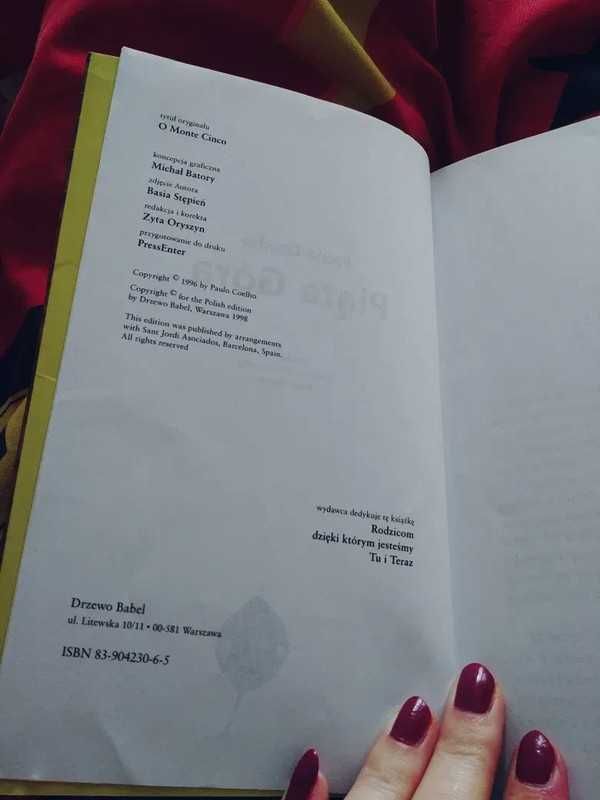 tytuł oryginału
O Monte Cinco
koncepcja graficzna
Michał Batory
zdjęcie Autora
Basia Stępień
redakcja i korekta
Zyta Oryszyn
przygotowanie do druku
PressEnter
Copyright © 1996 by Paulo Coelho
Copyright © for the Polish edition
by Drzewo Babel, Warszawa 1998
This edition was published by arrangements
with Sant Jordi Asociados, Barcelona, Spain.
All rights reserved
Piąta Góra
wydawca dedykuje tę książkę
Rodzicom
dzięki którym jesteśmy
Tu i Teraz
Drzewo Babel
ul. Litewska 10/11 • 00-581 Warszawa
ISBN 83-904230-6-5